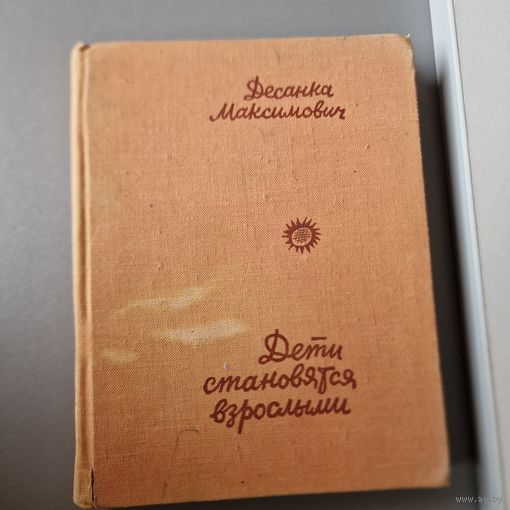 Десанка
Максимович
Дети
становятся
взрослыми
www.ay.by